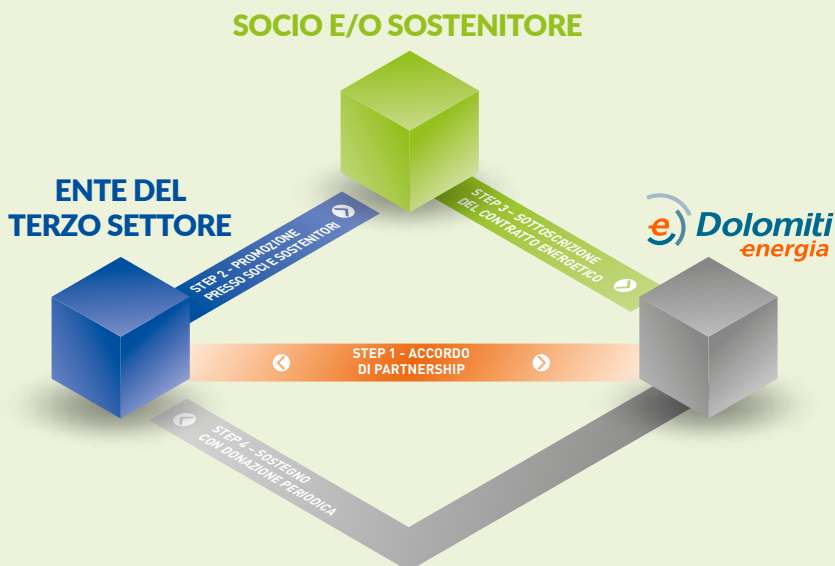 SOCIO E/O SOSTENITORE
ENTE DEL
TERZO SETTORE
e Dolomiti
energia
STEP 2 - PROMOZIONE
PRESSO SOCI E SOSTENITORI
STEP 3 - SOTTOSCRIZIONE
DEL CONTRATTO ENERGETICO
STEP 1 - ACCORDO
DI PARTNERSHIP
STEP 4 - SOSTEGNO
CON DONAZIONE PERIODICA